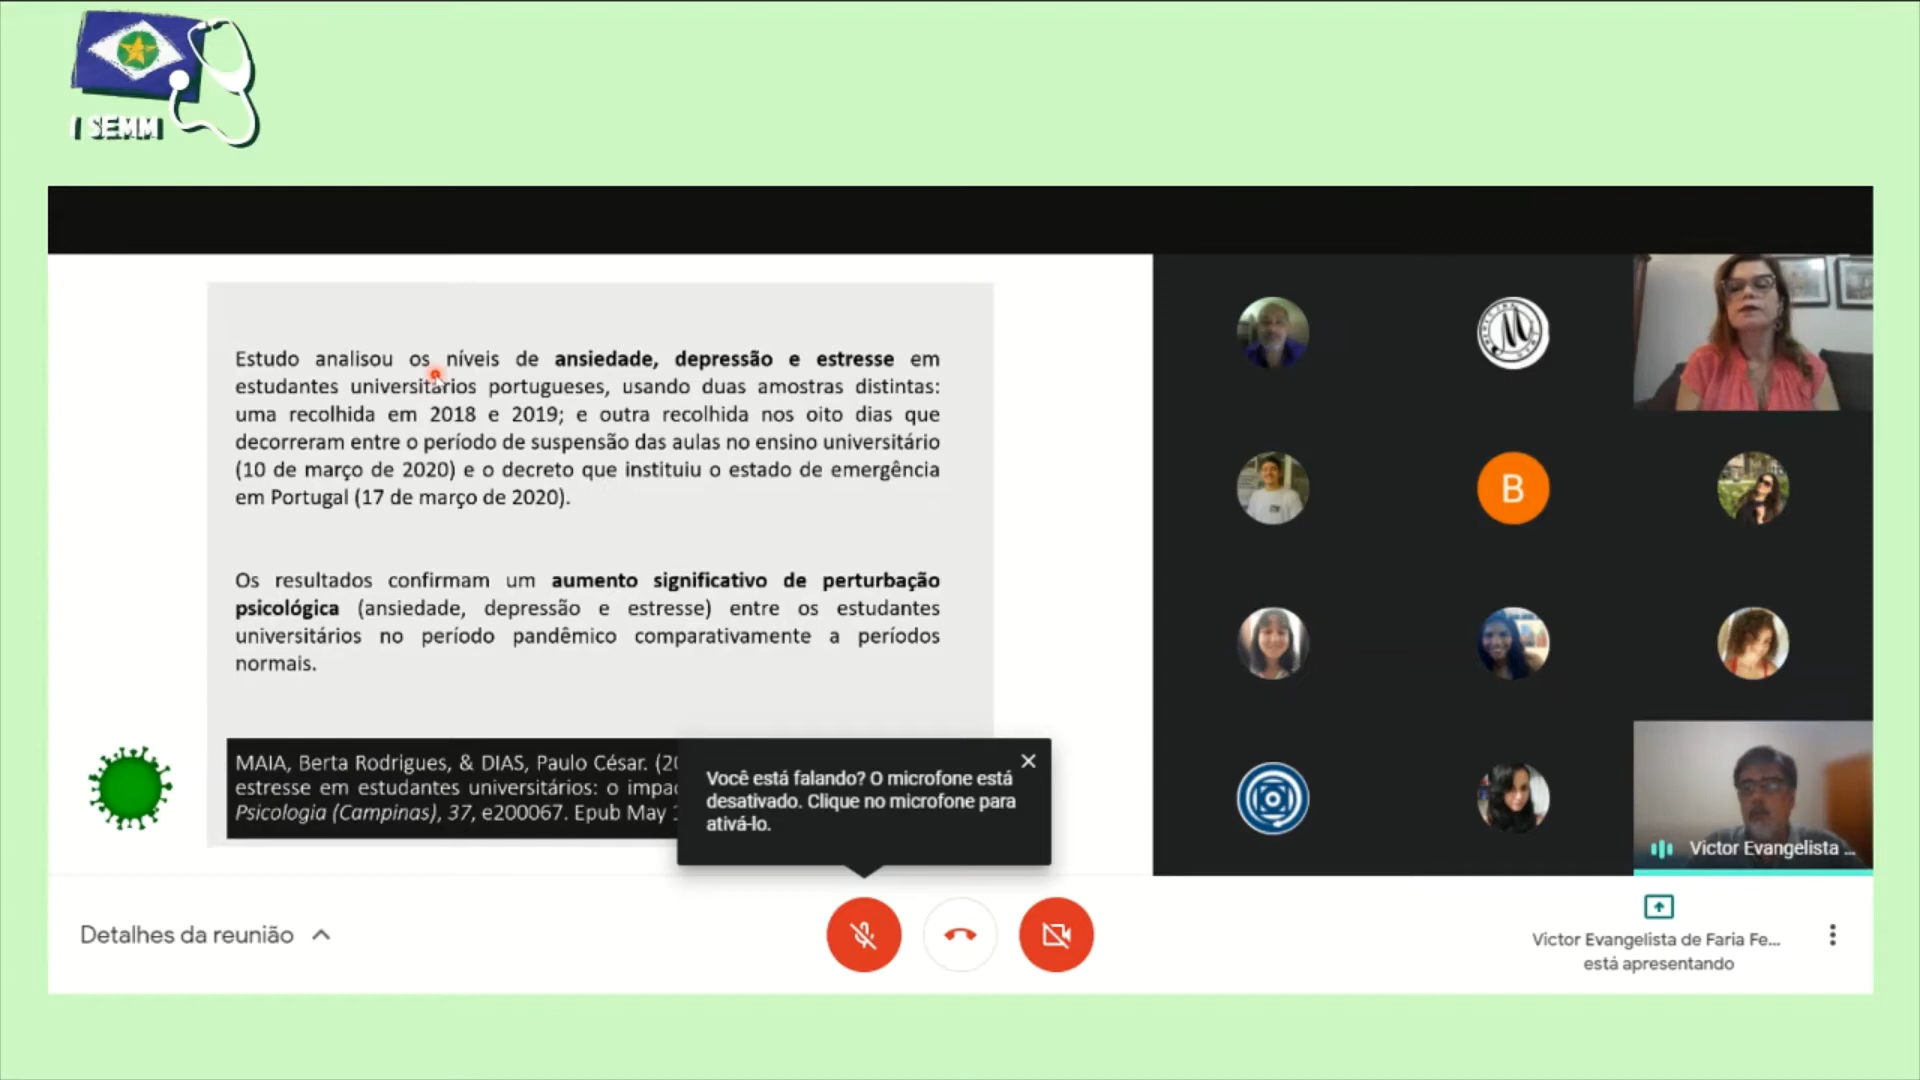 I SEMM
Estudo analisou os níveis de ansiedade, depressão e estresse em
estudantes universitários portugueses, usando duas amostras distintas:
uma recolhida em 2018 e 2019; e outra recolhida nos oito dias que
decorreram entre o período de suspensão das aulas no ensino universitário
(10 de março de 2020) e o decreto que instituiu o estado de emergência
em Portugal (17 de março de 2020).
Os resultados confirmam um aumento significativo de perturbação
psicológica (ansiedade, depressão e estresse) entre os estudantes
universitários no período pandêmico comparativamente a períodos
normais.
MAIA, Berta Rodrigues, & DIAS, Paulo César. (20
estresse em estudantes universitários: o impac
Psicologia (Campinas), 37, e200067. Epub May
Você está falando? O microfone está
desativado. Clique no microfone para
ativá-lo.
B
M
Victor Evangelista ...
Detalhes da reunião
Victor Evangelista de Faria Fe...
está apresentando